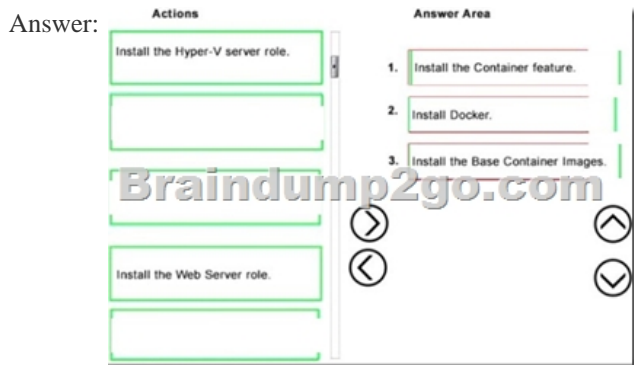 Answer:
Actions
Answer Area
Install the Hyper-V server role.
1. Install the Container feature.
2. Install Docker.
3. Install the Base Container Images.
Braindump2go.com
Install the Web Server role.